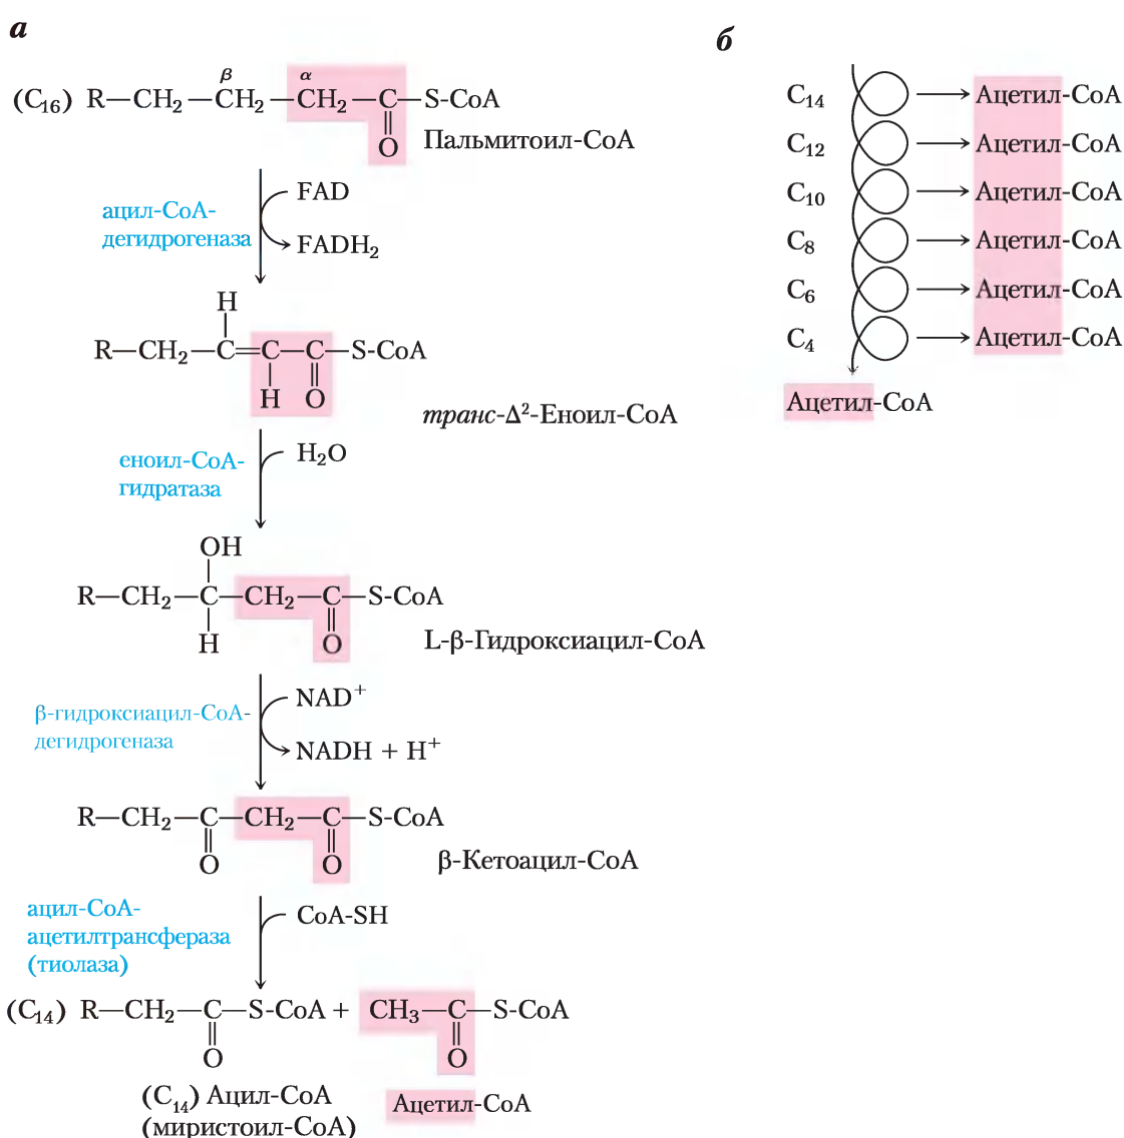 а
β α
(C₁₆) R—CH₂—CH₂—CH₂—C—S-CoA
O
Пальмитоил-CoA
FAD
ацил-CoA-
дегидрогеназа
FADH₂
H
R—CH₂—C=C—C—S-CoA
H O
транс-Δ²-Еноил-CoA
H₂O
еноил-CoA-
гидратаза
OH
R—CH₂—C—CH₂—C—S-CoA
H O
L-β-Гидроксиацил-CoA
NAD⁺
β-гидроксиацил-CoA-
дегидрогеназа
NADH + H⁺
R—CH₂—C—CH₂—C—S-CoA
O O
β-Кетоацил-CoA
ацил-CoA-
ацетилтрансфераза
(тиолаза)
CoA-SH
(C₁₄) R—CH₂—C—S-CoA + CH₃—C—S-CoA
O O
(C₁₄) Ацил-CoA
(миристоил-CoA)
Ацетил-CoA
б
C₁₄ Ацетил-CoA
C₁₂ Ацетил-CoA
C₁₀ Ацетил-CoA
C₈ Ацетил-CoA
C₆ Ацетил-CoA
C₄ Ацетил-CoA
Ацетил-CoA